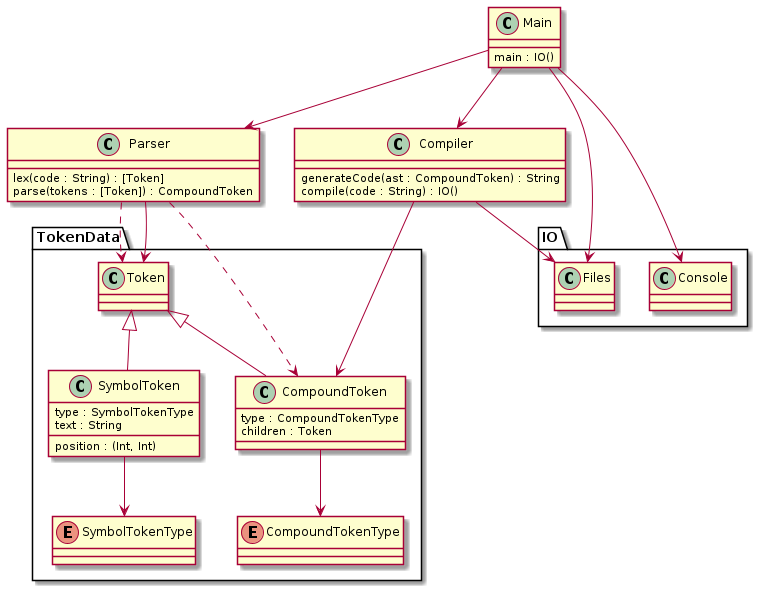 C Main
main : IO()
C Parser
lex(code : String) : [Token]
parse(tokens : [Token]) : CompoundToken
C Compiler
generateCode(ast : CompoundToken) : String
compile(code : String) : IO()
TokenData
IO
C Token
C Files
C Console
C SymbolToken
type : SymbolTokenType
text : String
position : (Int, Int)
C CompoundToken
type : CompoundTokenType
children : Token
E SymbolTokenType
E CompoundTokenType